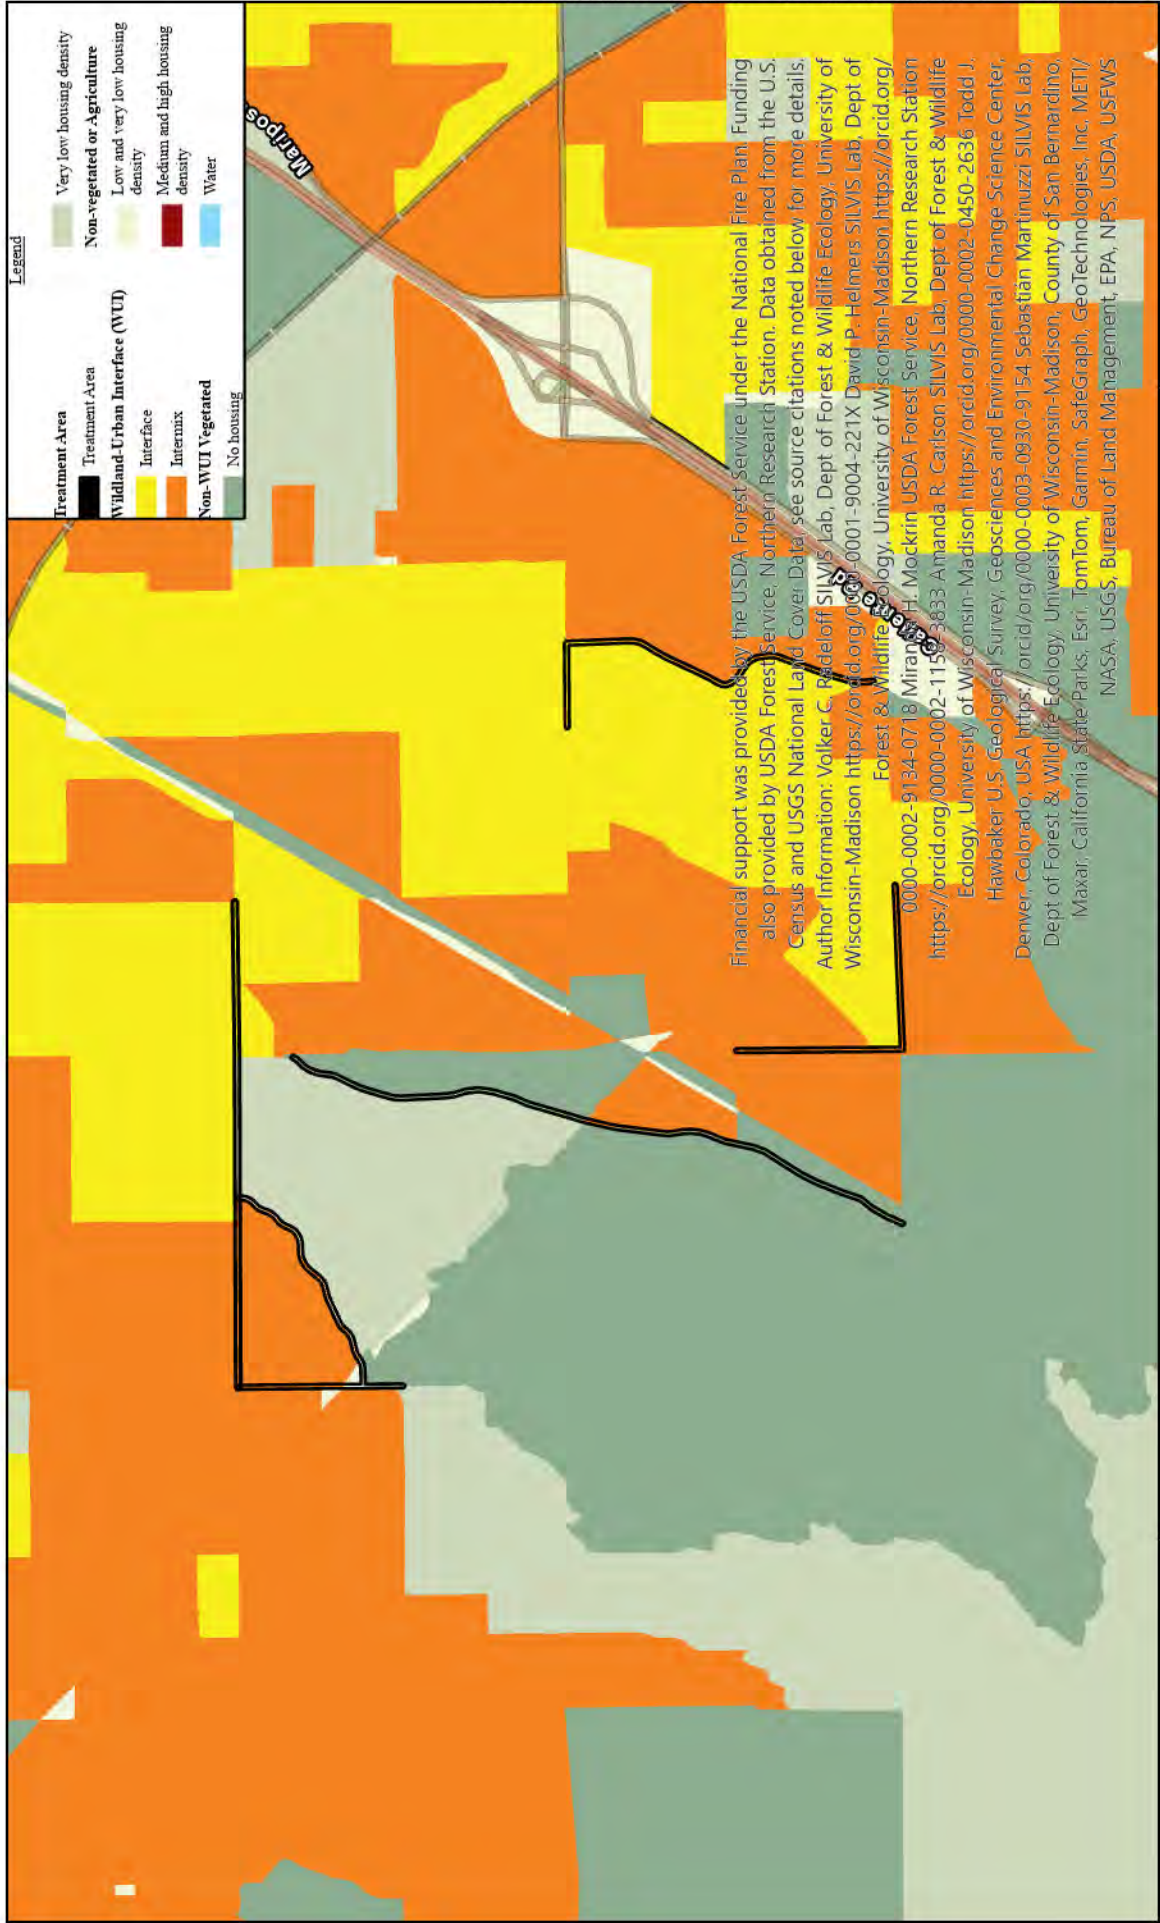 Legend
Treatment Area
Treatment Area
Wildland-Urban Interface (WUI)
Interface
Intermix
Non-WUI Vegetated
No housing
Very low housing density
Non-vegetated or Agriculture
Low and very low housing
density
Medium and high housing
density
Water
Maripos
Financial support was provided by the USDA Forest Service under the National Fire Plan. Funding
also provided by USDA Forest Service, Northern Research Station. Data obtained from the U.S.
Census and USGS National Land Cover Data, see source citations noted below for more details.
Author Information: Volker C. Radeloff SILVIS Lab, Dept of Forest & Wildlife Ecology, University of
Wisconsin-Madison https://orcid.org/0000-0001-9004-221X David P. Helmers SILVIS Lab, Dept of
Forest & Wildlife Ecology, University of Wisconsin-Madison https://orcid.org/
0000-0002-9134-0718 Miranda H. Mockrin USDA Forest Service, Northern Research Station
https://orcid.org/0000-0002-1150-3833 Amanda R. Carlson SILVIS Lab, Dept of Forest & Wildlife
Ecology, University of Wisconsin-Madison https://orcid.org/0000-0002-0450-2636 Todd J.
Hawbaker U.S. Geological Survey, Geosciences and Environmental Change Science Center,
Denver, Colorado, USA https:/orcid/org/0000-0003-0930-9154 Sebastián Martinuzzi SILVIS Lab,
Dept of Forest & Wildlife Ecology, University of Wisconsin-Madison, County of San Bernardino,
Maxar, California State Parks, Esri, TomTom, Garmin, SafeGraph, GeoTechnologies, Inc, METI/
NASA, USGS, Bureau of Land Management, EPA, NPS, USDA, USFWS